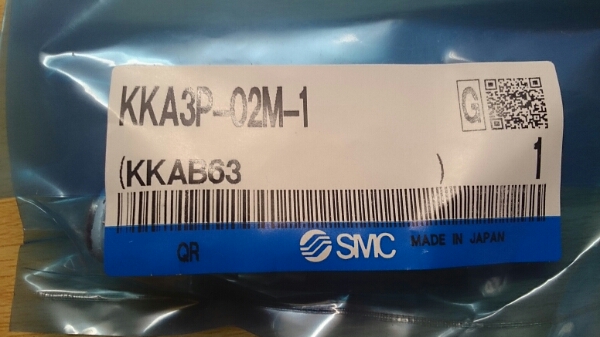 KKA3P-02M-1
G
(KKAB63 )
1
QR
SMC MADE IN JAPAN